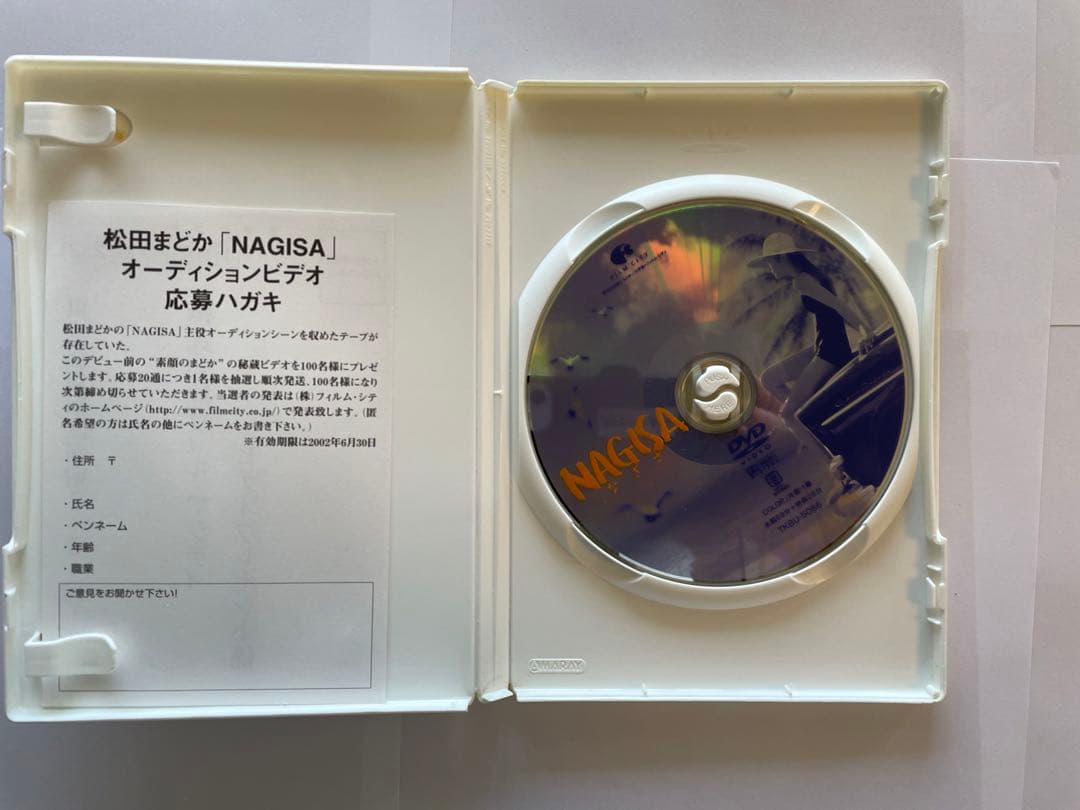 松田まどか「NAGISA」
オーディションビデオ
応募ハガキ
松田まどかの「NAGISA」主役オーディションシーンを収めたテープが
存在していた。
このデビュー前の“素顔のまどか”の秘蔵ビデオを100名様にプレゼ
ントします。応募20通につき1名様を抽選し順次発送、100名様になり
次第締め切らせていただきます。当選者の発表は(株)フィルム・シテ
ィのホームページ(http://www.filmcity.co.jp/)で発表致します。(匿
名希望の方は氏名の他にペンネームをお書き下さい。)
※有効期限は2002年6月30日
・住所 〒
・氏名
・ペンネーム
・年齢
・職業
ご意見をお聞かせ下さい!
FILM CITY
PUSH
HERE
NAGISA
DVD
VIDEO
TKBU-5086
AMARAY